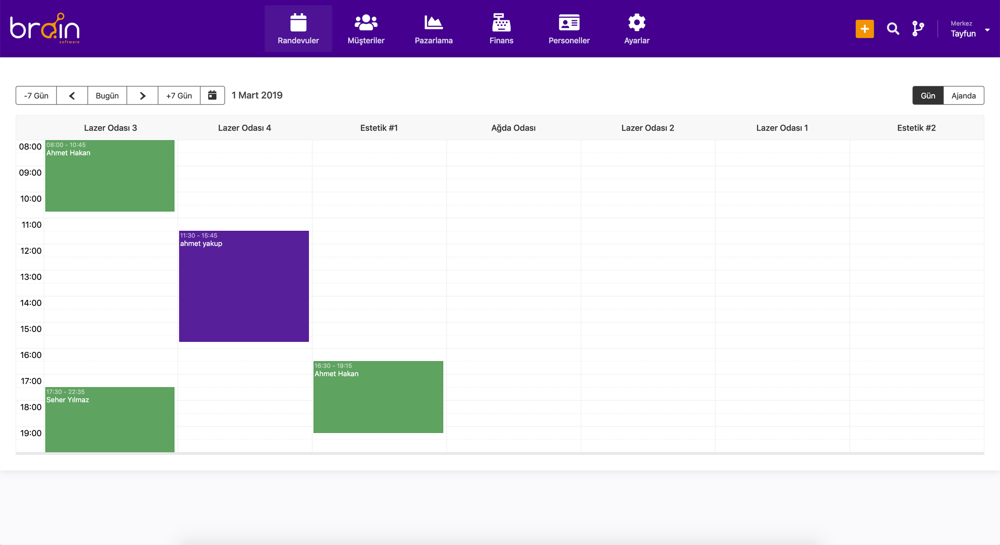 brain
software
Randevuler
Müşteriler
Pazarlama
Finans
Personeller
Ayarlar
Merkez
Tayfun
-7 Gün
Bugün
+7 Gün
1 Mart 2019
Gün
Ajanda
Lazer Odası 3
Lazer Odası 4
Estetik #1
Ağda Odası
Lazer Odası 2
Lazer Odası 1
Estetik #2
08:00
08:00 - 10:45
Ahmet Hakan
09:00
10:00
11:00
11:30 - 15:45
ahmet yakup
12:00
13:00
14:00
15:00
16:00
16:30 - 19:15
Ahmet Hakan
17:00
17:30 - 22:35
Seher Yılmaz
18:00
19:00